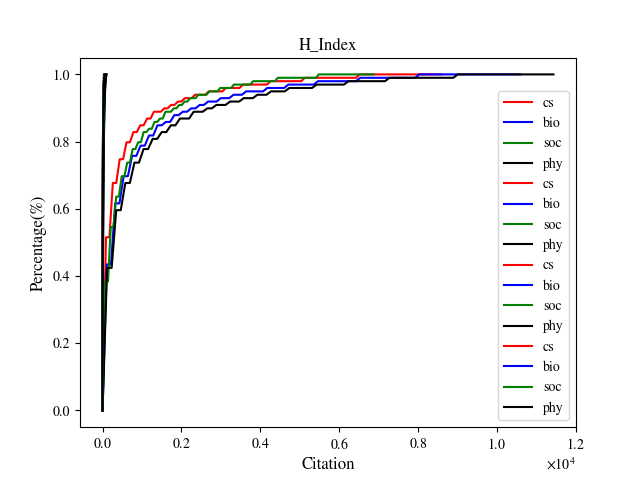 H_Index
Percentage(%)
1.0
0.8
0.6
0.4
0.2
0.0
cs
bio
soc
phy
cs
bio
soc
phy
cs
bio
soc
phy
cs
bio
soc
phy
0.0 0.2 0.4 0.6 0.8 1.0 1.2
Citation
×10⁴